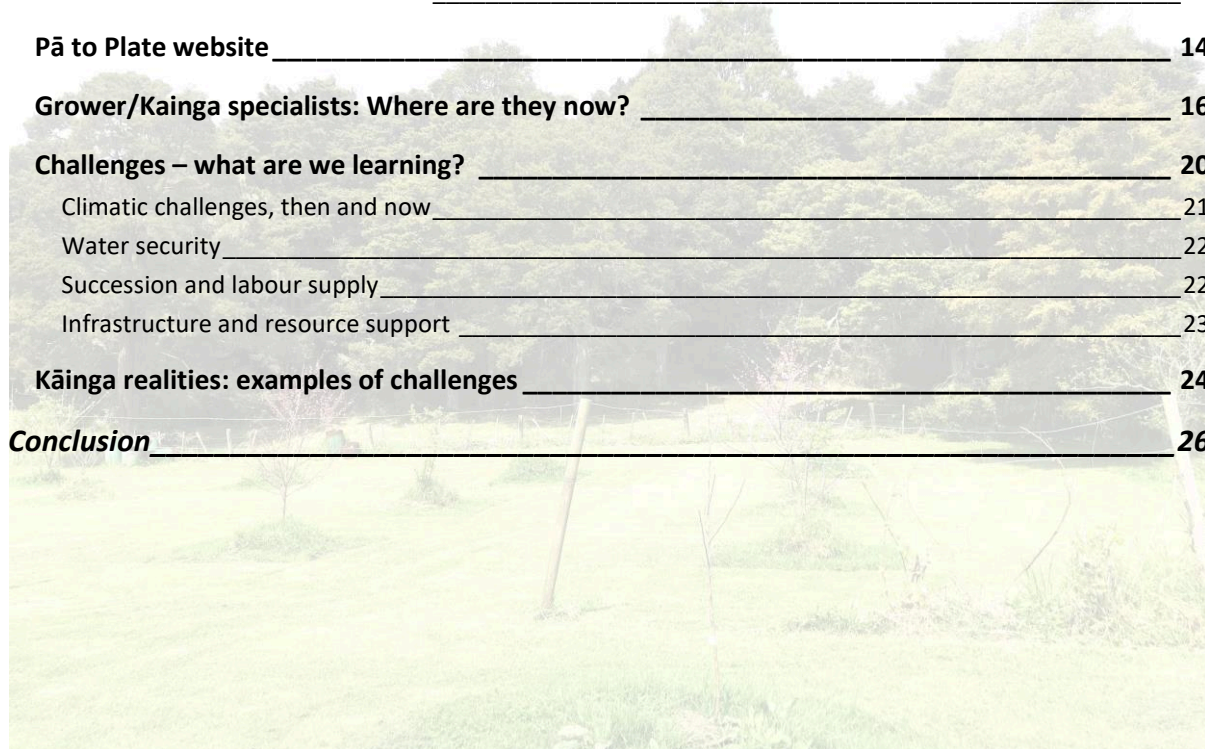 Pā to Plate website 14
Grower/Kainga specialists: Where are they now? 16
Challenges – what are we learning? 20
Climatic challenges, then and now 21
Water security 22
Succession and labour supply 22
Infrastructure and resource support 23
Kāinga realities: examples of challenges 24
Conclusion 26